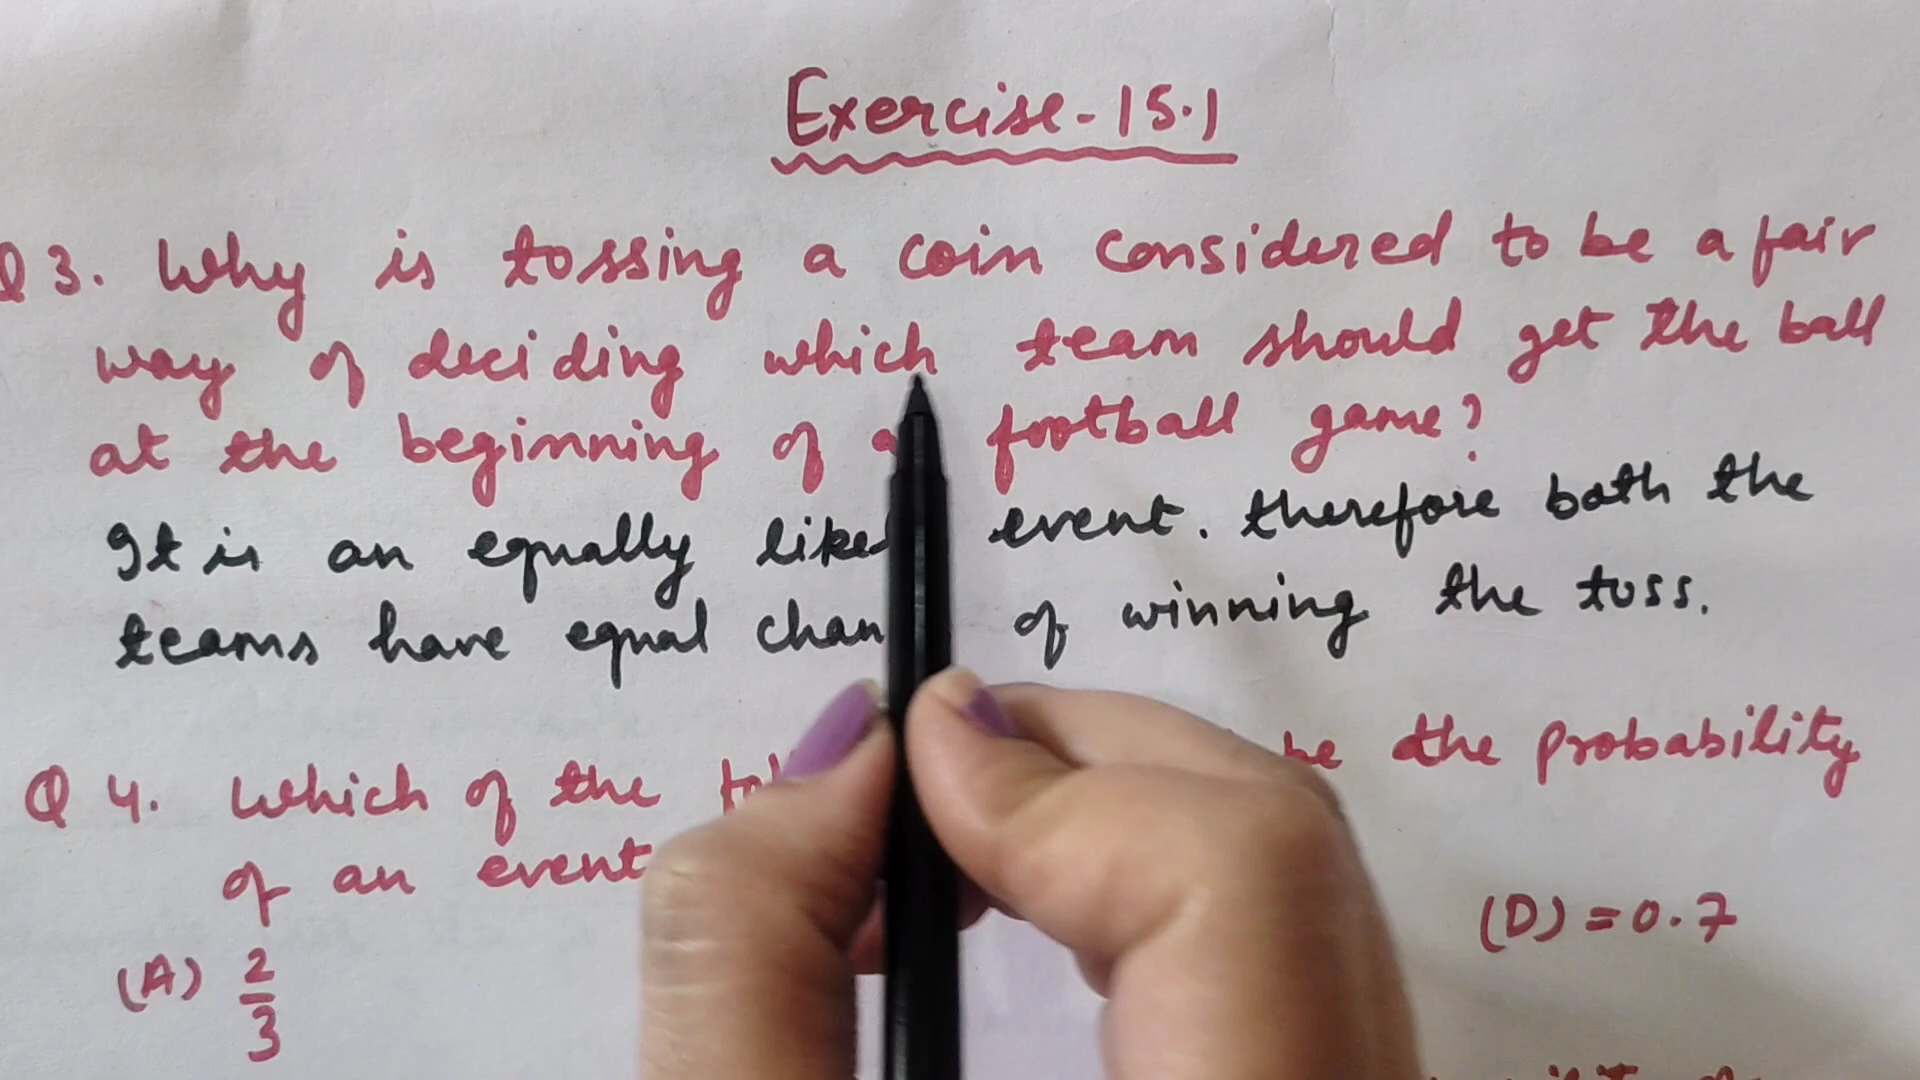 Exercise-15.1
Q3. Why is tossing a coin considered to be a fair
way of deciding which team should get the ball
at the beginning of a football game?
It is an equally event. therefore both the
teams have equal of winning the toss.
Q 4. Which of the be the probability
of an event
(D) = 0.7
(A) 2/3